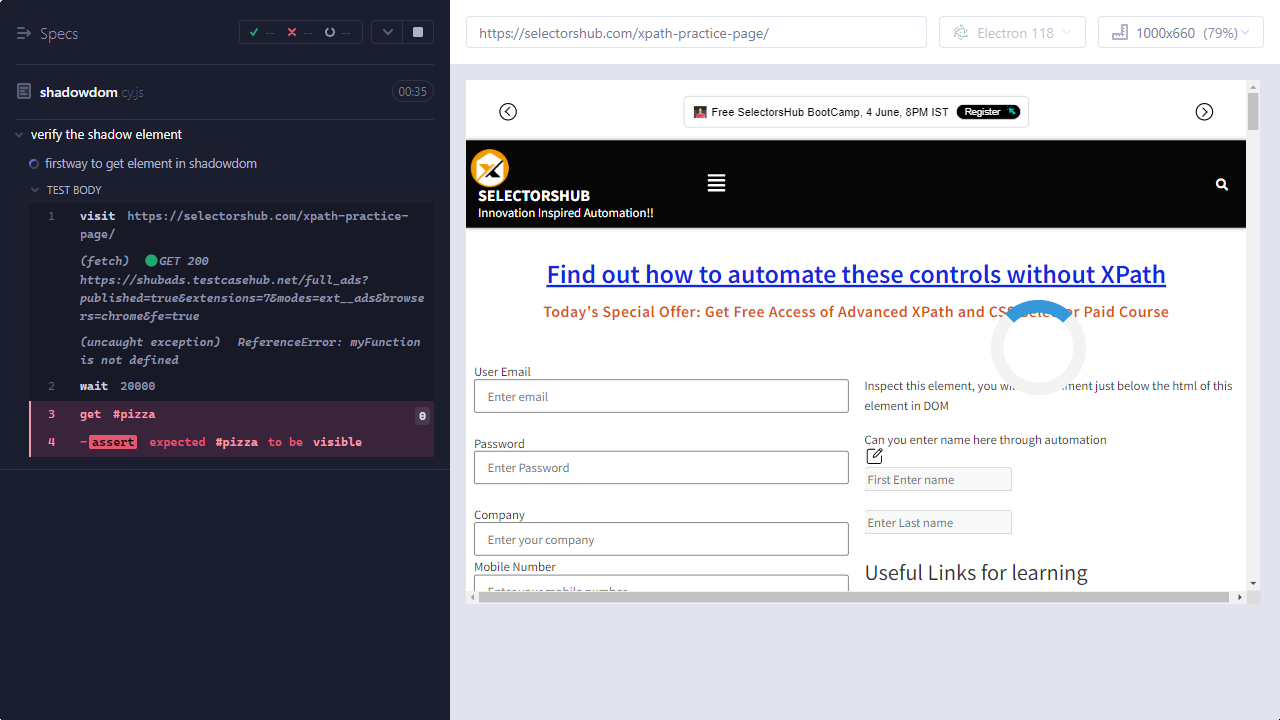 Specs
--
--
--
shadowdom.cy.js
00:35
verify the shadow element
firstway to get element in shadowdom
TEST BODY
1 visit https://selectorshub.com/xpath-practice-
page/
(fetch) GET 200
https://shubads.testcasehub.net/full_ads?
published=true&extensions=7&modes=ext__ads&browse
rs=chrome&fe=true
(uncaught exception) ReferenceError: myFunction
is not defined
2 wait 20000
3 get #pizza 0
4 -assert expected #pizza to be visible
https://selectorshub.com/xpath-practice-page/
Electron 118
1000x660 (79%)
Free SelectorsHub BootCamp, 4 June, 8PM IST Register
SELECTORSHUB
Innovation Inspired Automation!!
Find out how to automate these controls without XPath
Today's Special Offer: Get Free Access of Advanced XPath and CSS Selector Paid Course
User Email
Enter email
Password
Enter Password
Company
Enter your company
Mobile Number
Enter your mobile number
Inspect this element, you wi
ment just below the html of this
element in DOM
Can you enter name here through automation
First Enter name
Enter Last name
Useful Links for learning